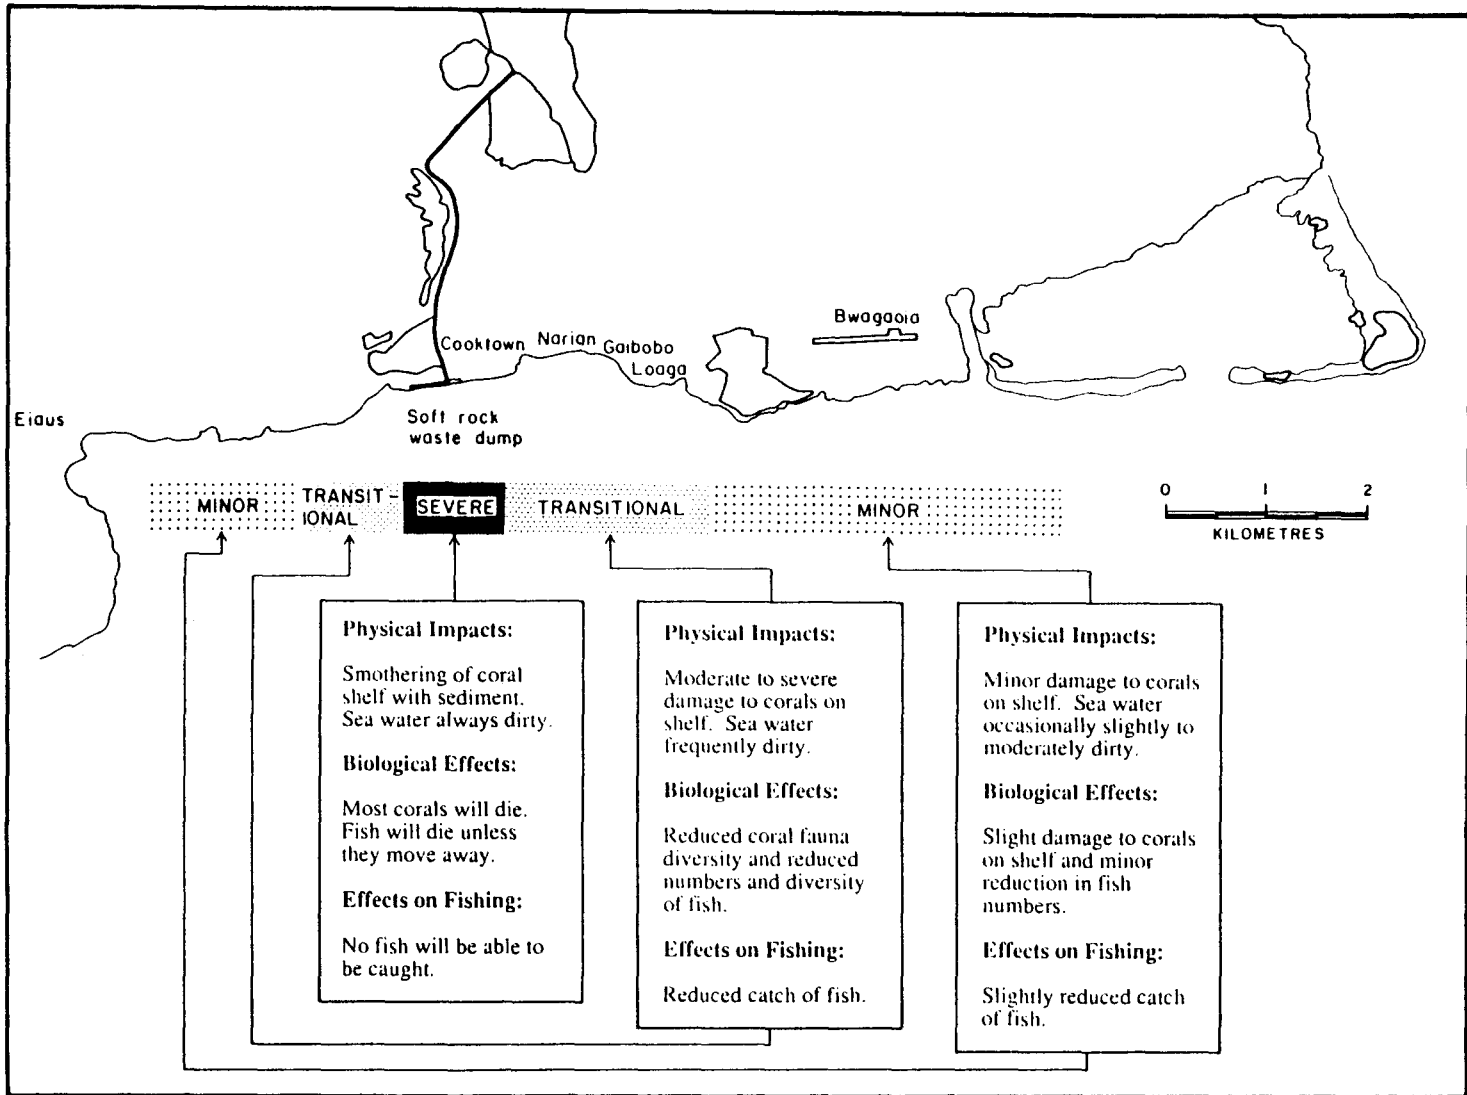 Bwagaoia
Cooktown
Narian
Gaibobo
Loaga
Eiaus
Soft rock
waste dump
MINOR
TRANSIT-
IONAL
SEVERE
TRANSITIONAL
MINOR
0 1 2
KILOMETRES
Physical Impacts:
Smothering of coral
shelf with sediment.
Sea water always dirty.
Biological Effects:
Most corals will die.
Fish will die unless
they move away.
Effects on Fishing:
No fish will be able to
be caught.
Physical Impacts:
Moderate to severe
damage to corals on
shelf. Sea water
frequently dirty.
Biological Effects:
Reduced coral fauna
diversity and reduced
numbers and diversity
of fish.
Effects on Fishing:
Reduced catch of fish.
Physical Impacts:
Minor damage to corals
on shelf. Sea water
occasionally slightly to
moderately dirty.
Biological Effects:
Slight damage to corals
on shelf and minor
reduction in fish
numbers.
Effects on Fishing:
Slightly reduced catch
of fish.